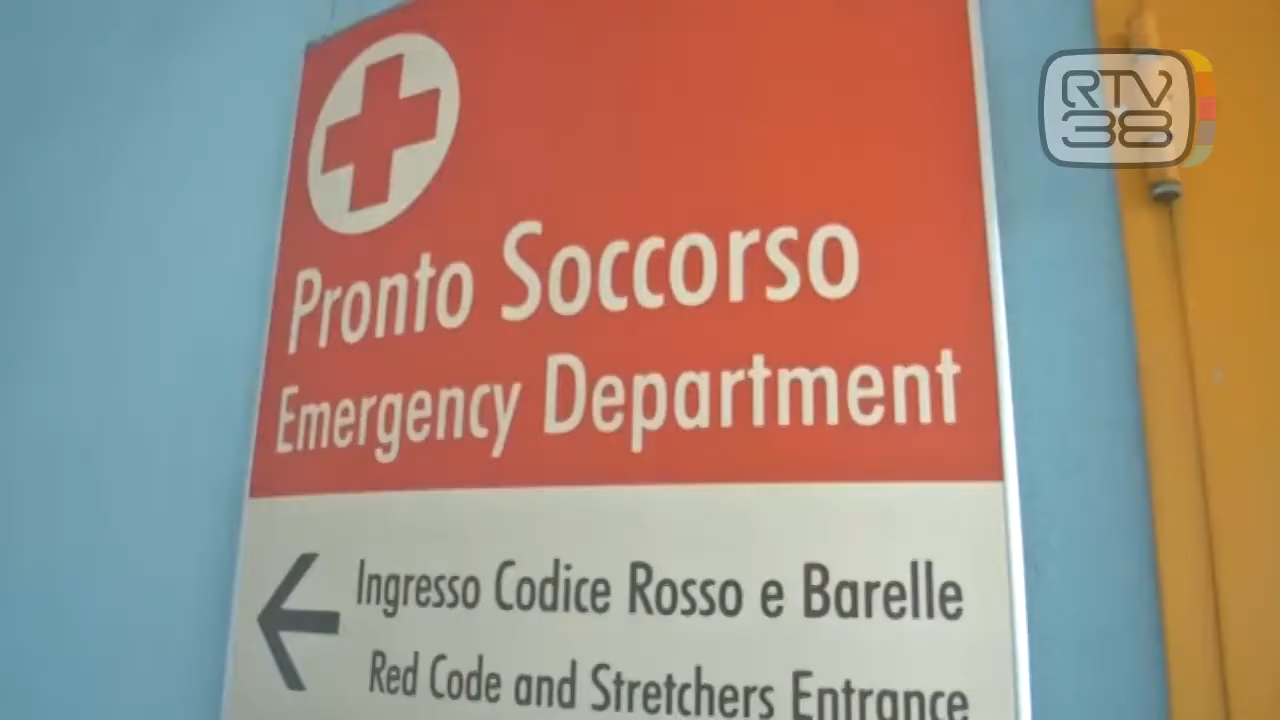 RTV
38
Pronto Soccorso
Emergency Department
Ingresso Codice Rosso e Barelle
Red Code and Stretchers Entrance